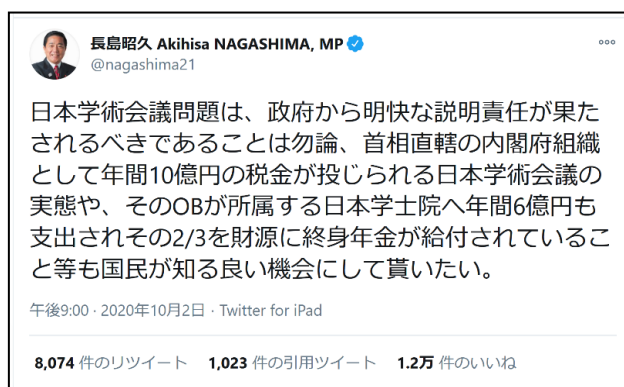 長島昭久 Akihisa NAGASHIMA, MP
@nagashima21
日本学術会議問題は、政府から明快な説明責任が果た
されるべきであることは勿論、首相直轄の内閣府組織
として年間10億円の税金が投じられる日本学術会議の
実態や、そのOBが所属する日本学士院へ年間6億円も
支出されその2/3を財源に終身年金が給付されているこ
と等も国民が知る良い機会にして貰いたい。
午後9:00 · 2020年10月2日 · Twitter for iPad
8,074 件のリツイート 1,023 件の引用ツイート 1.2万 件のいいね